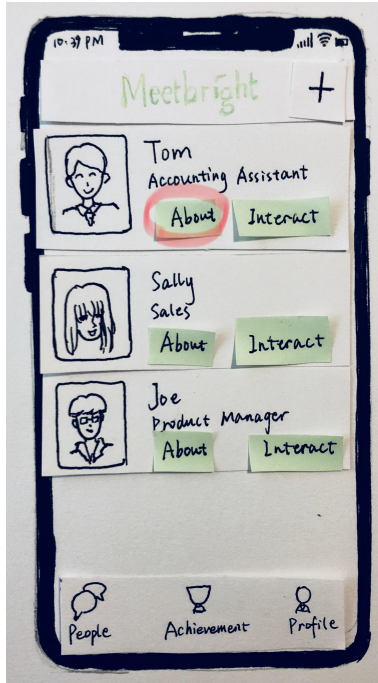 10:39 PM
Meetbright +
Tom
Accounting Assistant
About Interact
Sally
Sales
About Interact
Joe
Product Manager
About Interact
People Achievement Profile